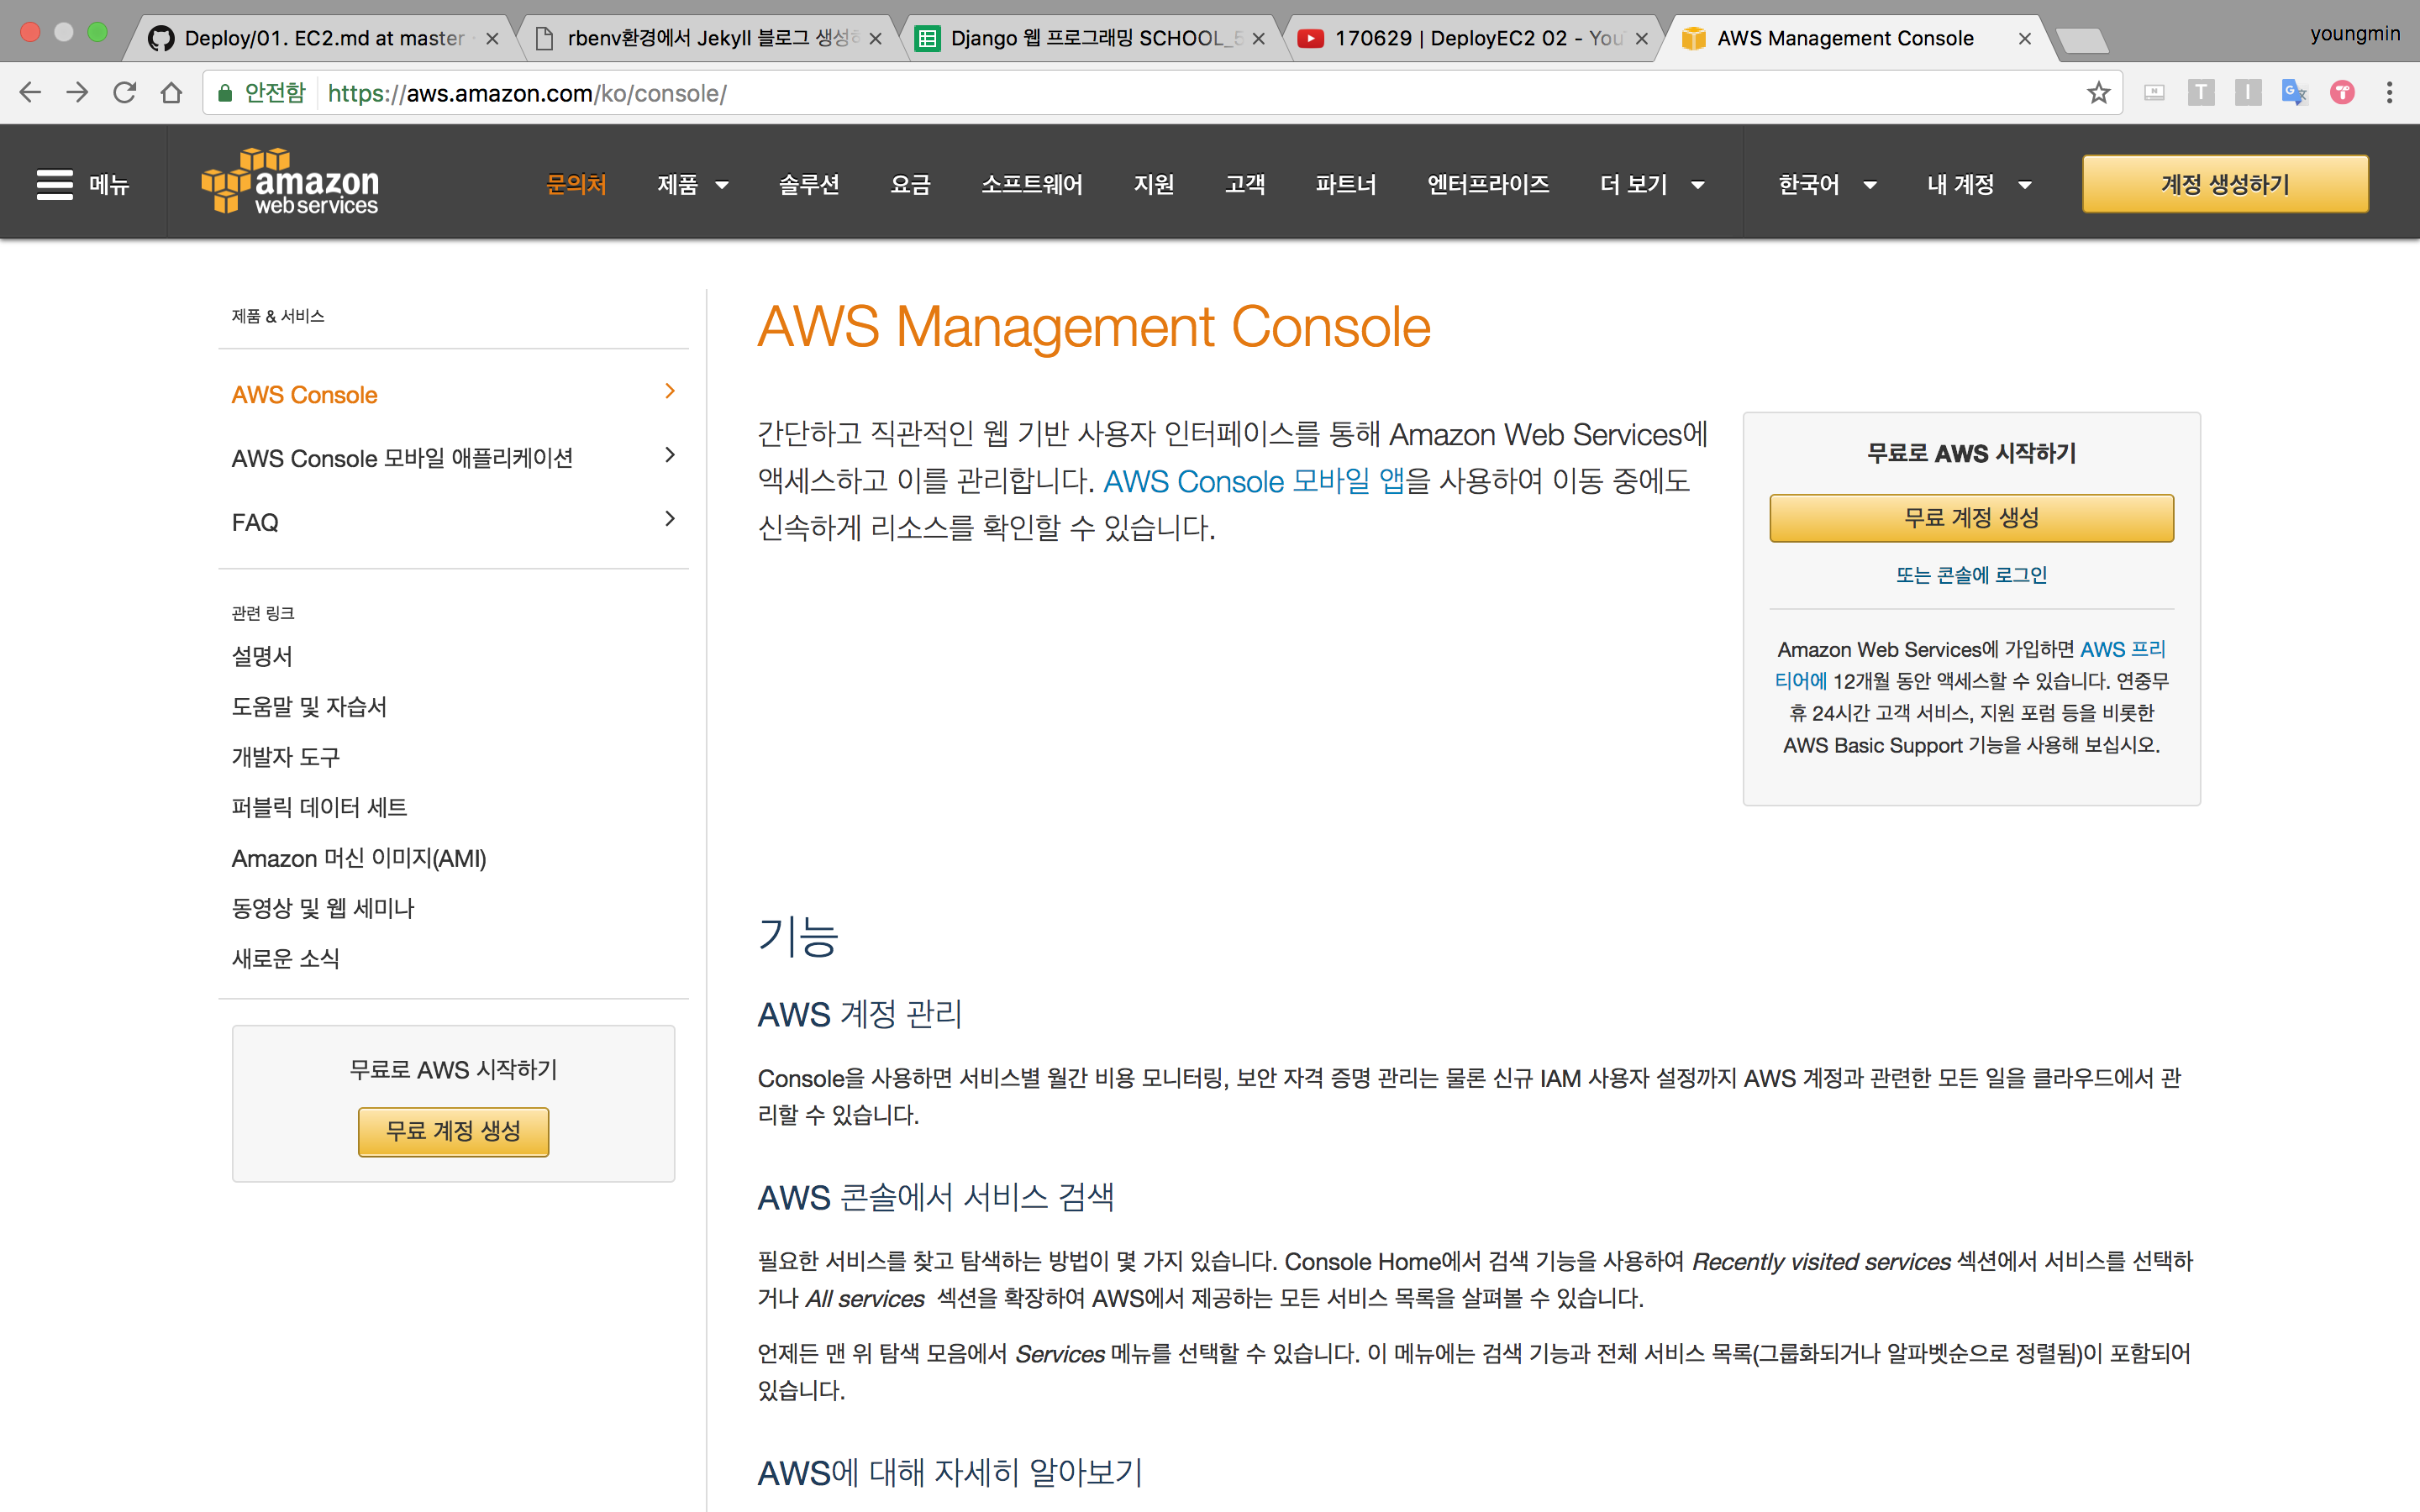 Deploy/01. EC2.md at master
rbenv환경에서 Jekyll 블로그 생성하
Django 웹 프로그래밍 SCHOOL_5
170629 | DeployEC2 02 - You
AWS Management Console
youngmin
안전함
https://aws.amazon.com/ko/console/
메뉴
amazon
web services
문의처
제품
솔루션
요금
소프트웨어
지원
고객
파트너
엔터프라이즈
더 보기
한국어
내 계정
계정 생성하기
제품 & 서비스
AWS Console
AWS Console 모바일 애플리케이션
FAQ
관련 링크
설명서
도움말 및 자습서
개발자 도구
퍼블릭 데이터 세트
Amazon 머신 이미지(AMI)
동영상 및 웹 세미나
새로운 소식
무료로 AWS 시작하기
무료 계정 생성
AWS Management Console
간단하고 직관적인 웹 기반 사용자 인터페이스를 통해 Amazon Web Services에
액세스하고 이를 관리합니다. AWS Console 모바일 앱을 사용하여 이동 중에도
신속하게 리소스를 확인할 수 있습니다.
무료로 AWS 시작하기
무료 계정 생성
또는 콘솔에 로그인
Amazon Web Services에 가입하면 AWS 프리
티어에 12개월 동안 액세스할 수 있습니다. 연중무
휴 24시간 고객 서비스, 지원 포럼 등을 비롯한
AWS Basic Support 기능을 사용해 보십시오.
기능
AWS 계정 관리
Console을 사용하면 서비스별 월간 비용 모니터링, 보안 자격 증명 관리는 물론 신규 IAM 사용자 설정까지 AWS 계정과 관련한 모든 일을 클라우드에서 관
리할 수 있습니다.
AWS 콘솔에서 서비스 검색
필요한 서비스를 찾고 탐색하는 방법이 몇 가지 있습니다. Console Home에서 검색 기능을 사용하여 Recently visited services 섹션에서 서비스를 선택하
거나 All services 섹션을 확장하여 AWS에서 제공하는 모든 서비스 목록을 살펴볼 수 있습니다.
언제든 맨 위 탐색 모음에서 Services 메뉴를 선택할 수 있습니다. 이 메뉴에는 검색 기능과 전체 서비스 목록(그룹화되거나 알파벳순으로 정렬됨)이 포함되어
있습니다.
AWS에 대해 자세히 알아보기